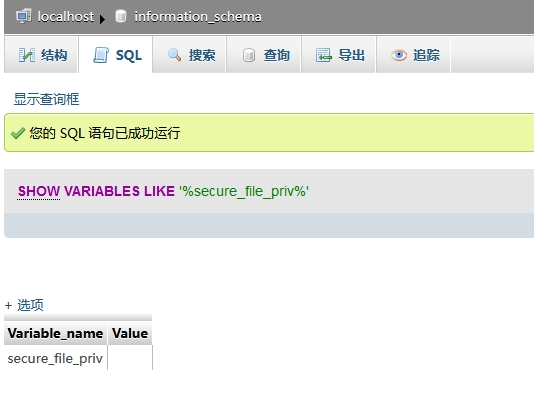 localhost ▸ information_schema
结构 SQL 搜索 查询 导出 追踪
显示查询框
您的 SQL 语句已成功运行
SHOW VARIABLES LIKE '%secure_file_priv%'
+ 选项
Variable_name Value
secure_file_priv